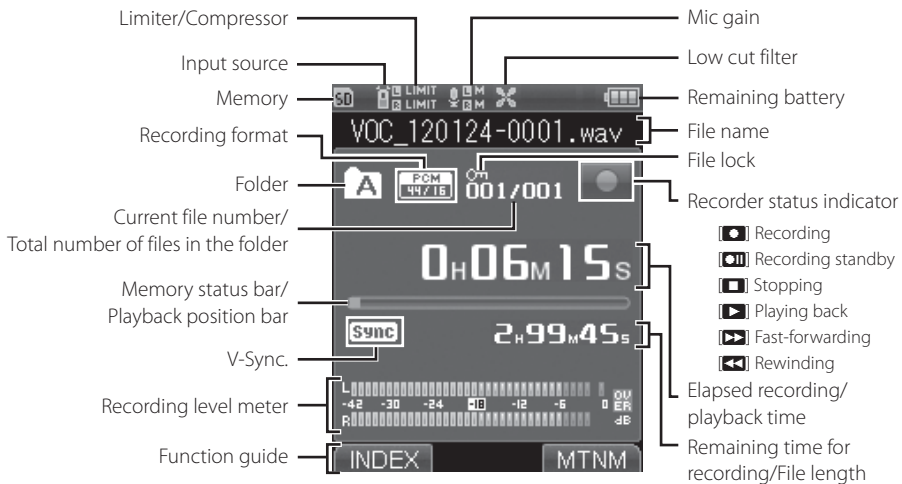 Limiter/Compressor
Input source
Memory
Recording format
Folder
Current file number/
Total number of files in the folder
Memory status bar/
Playback position bar
V-Sync.
Recording level meter
Function guide
SD L LIMIT L M
R LIMIT R M
VOC_120124-0001.wav
A PCM 44/16 001/001
0H06M15s
Sync 2H99M45s
L
-42 -30 -24 -18 -12 -6 0 OVER
R dB
INDEX MTNM
Mic gain
Low cut filter
Remaining battery
File name
File lock
Recorder status indicator
[ ] Recording
[ ] Recording standby
[ ] Stopping
[ ] Playing back
[ ] Fast-forwarding
[ ] Rewinding
Elapsed recording/
playback time
Remaining time for
recording/File length